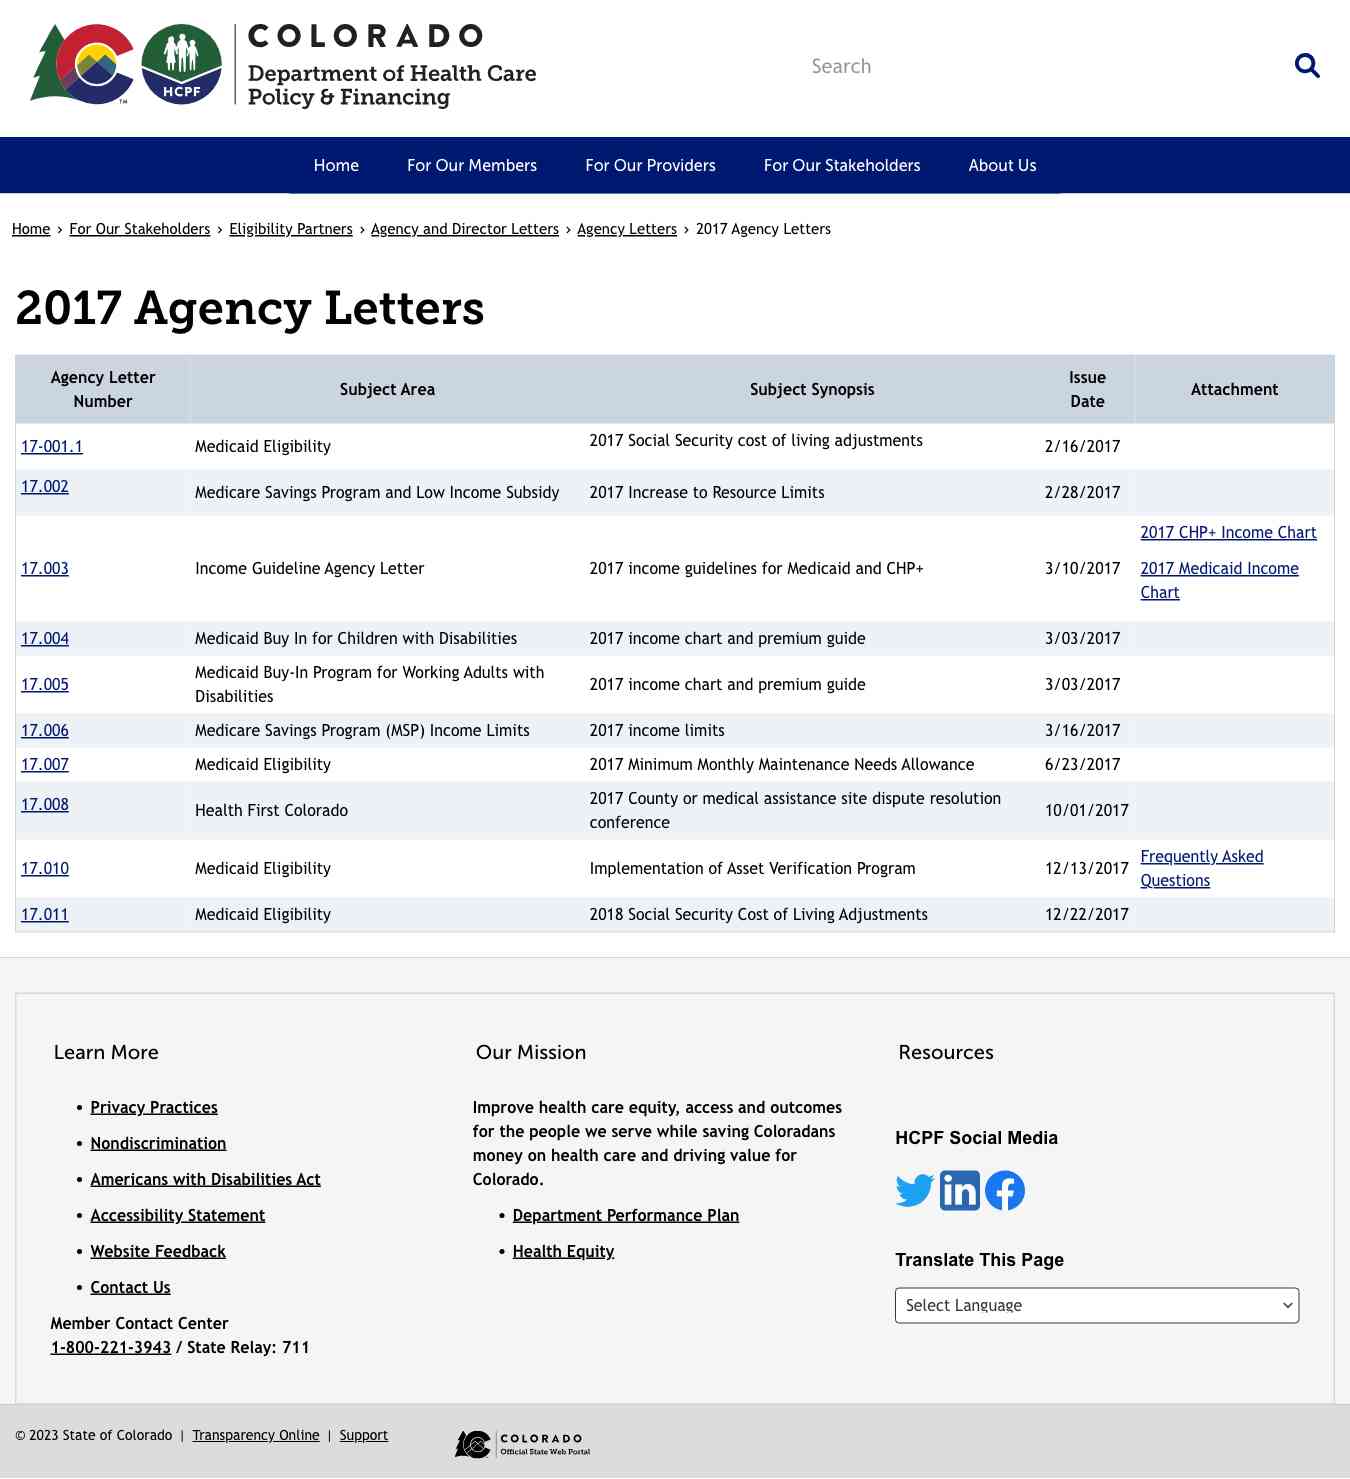 COLORADO
Department of Health Care
Policy & Financing
HCPF
TM
Search
Home
For Our Members
For Our Providers
For Our Stakeholders
About Us
Home › For Our Stakeholders › Eligibility Partners › Agency and Director Letters › Agency Letters › 2017 Agency Letters
2017 Agency Letters
Agency Letter Number
Subject Area
Subject Synopsis
Issue Date
Attachment
17-001.1 Medicaid Eligibility 2017 Social Security cost of living adjustments 2/16/2017
17.002 Medicare Savings Program and Low Income Subsidy 2017 Increase to Resource Limits 2/28/2017
17.003 Income Guideline Agency Letter 2017 income guidelines for Medicaid and CHP+ 3/10/2017
2017 CHP+ Income Chart
2017 Medicaid Income
Chart
17.004 Medicaid Buy In for Children with Disabilities 2017 income chart and premium guide 3/03/2017
17.005
Medicaid Buy-In Program for Working Adults with
Disabilities
2017 income chart and premium guide 3/03/2017
17.006 Medicare Savings Program (MSP) Income Limits 2017 income limits 3/16/2017
17.007 Medicaid Eligibility 2017 Minimum Monthly Maintenance Needs Allowance 6/23/2017
17.008 Health First Colorado
2017 County or medical assistance site dispute resolution
conference
10/01/2017
17.010 Medicaid Eligibility Implementation of Asset Verification Program 12/13/2017
Frequently Asked
Questions
17.011 Medicaid Eligibility 2018 Social Security Cost of Living Adjustments 12/22/2017
Learn More
• Privacy Practices
• Nondiscrimination
• Americans with Disabilities Act
• Accessibility Statement
• Website Feedback
• Contact Us
Member Contact Center
1-800-221-3943 / State Relay: 711
Our Mission
Improve health care equity, access and outcomes
for the people we serve while saving Coloradans
money on health care and driving value for
Colorado.
• Department Performance Plan
• Health Equity
Resources
HCPF Social Media
in
Translate This Page
Select Language
© 2023 State of Colorado | Transparency Online | Support
COLORADO
Official State Web Portal